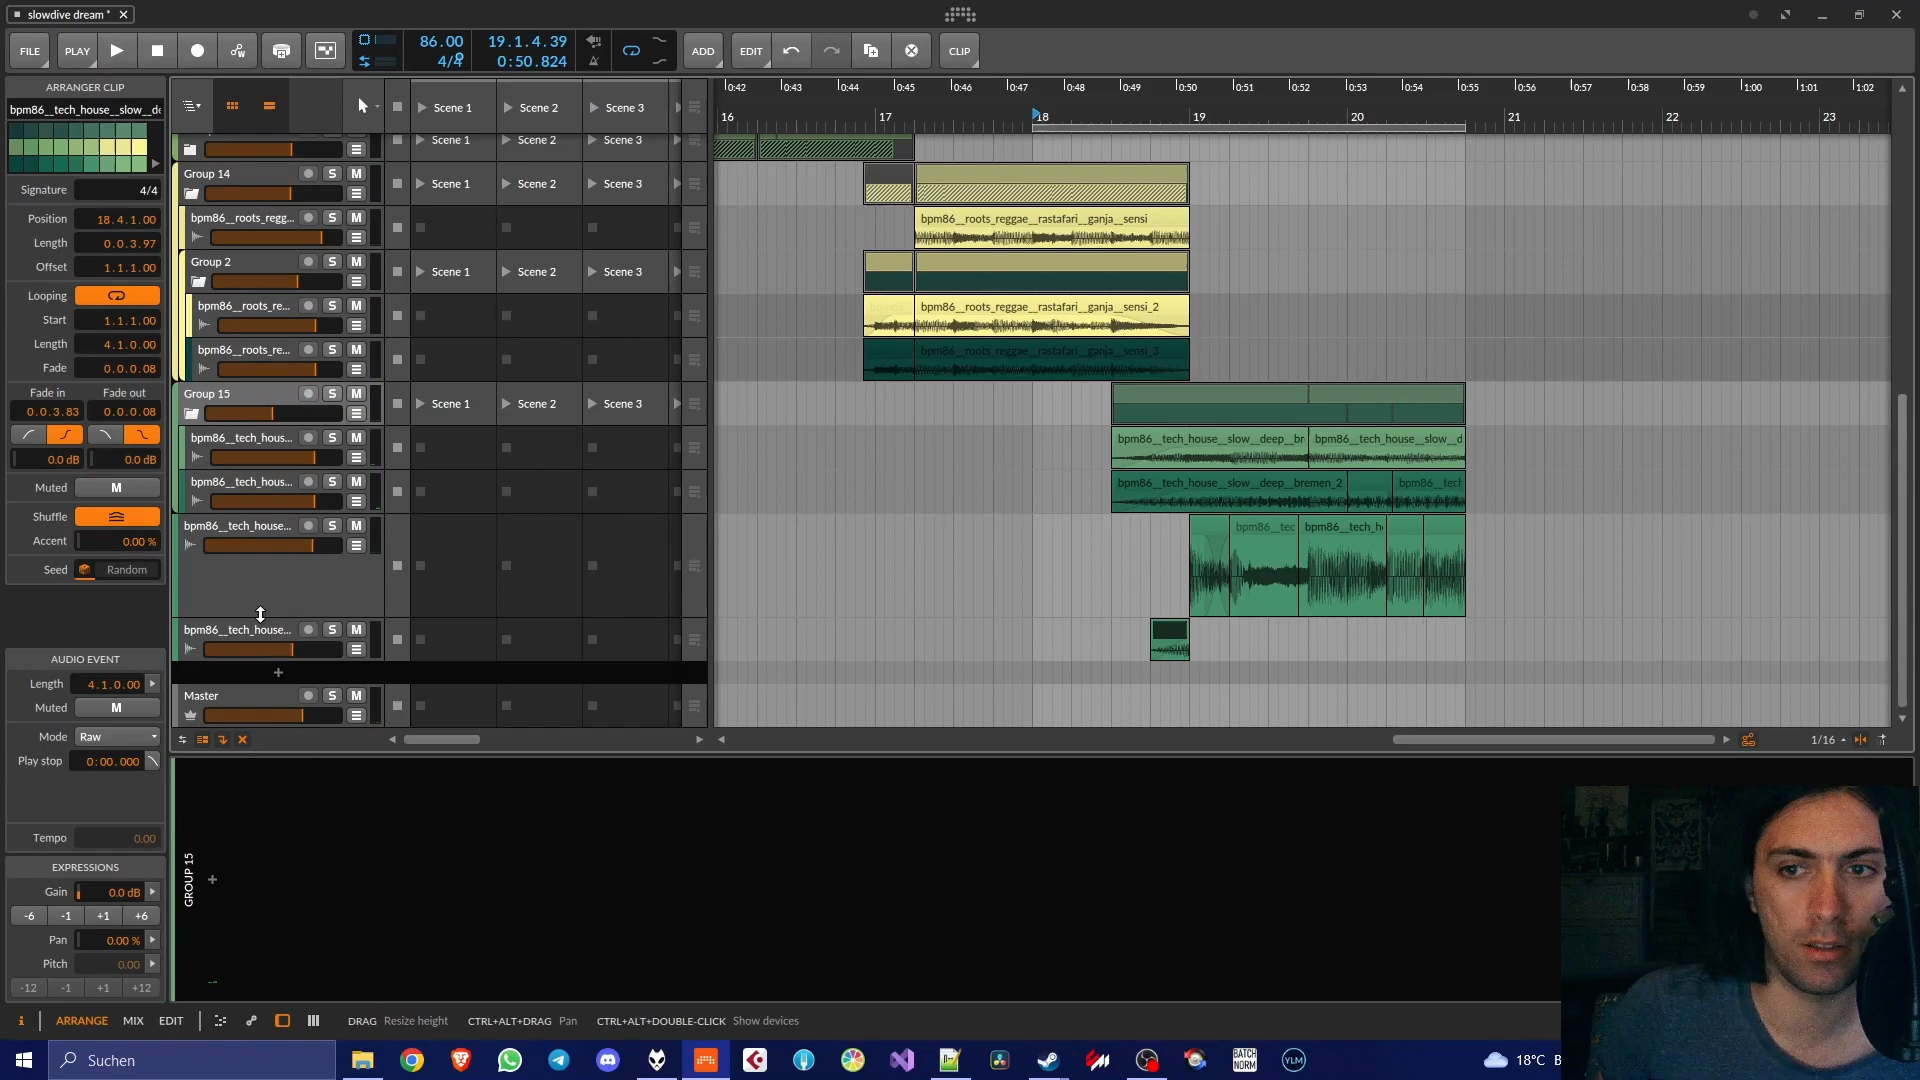 slowdive dream *
FILE
PLAY
86.00
4/4
19.1.4.39
0:50.824
ADD
EDIT
CLIP
ARRANGER CLIP
bpm86__tech_house__slow__de
Signature 4/4
Position 18.4.1.00
Length 0.0.3.97
Offset 1.1.1.00
Looping
Start 1.1.1.00
Length 4.1.0.00
Fade 0.0.0.08
Fade in Fade out
0.0.3.83 0.0.0.08
0.0 dB 0.0 dB
Muted M
Shuffle
Accent 0.00 %
Seed Random
AUDIO EVENT
Length 4.1.0.00
Muted M
Mode Raw
Play stop 0:00.000
Tempo 0.00
EXPRESSIONS
Gain 0.0 dB
-6 -1 +1 +6
Pan 0.00 %
Pitch 0.00
-12 -1 +1 +12
Scene 1 Scene 2 Scene 3
0:42 0:43 0:44 0:45 0:46 0:47 0:48 0:49 0:50 0:51 0:52 0:53 0:54 0:55 0:56 0:57 0:58 0:59 1:00 1:01 1:02
16 17 18 19 20 21 22 23
Scene 1 Scene 2 Scene 3
Group 14 S M Scene 1 Scene 2 Scene 3
bpm86__roots_regg... S M
bpm86__roots_reggae__rastafari__ganja__sensi
Group 2 S M Scene 1 Scene 2 Scene 3
bpm86__roots_re... S M
bpm86__roots_reggae__rastafari__ganja__sensi_2
bpm86__roots_re... S M
bpm86__roots_reggae__rastafari__ganja__sensi_3
Group 15 S M Scene 1 Scene 2 Scene 3
bpm86__tech_hous... S M
bpm86__tech_house__slow__deep__br bpm86__tech_house__slow__d
bpm86__tech_hous... S M
bpm86__tech_house__slow__deep__bremen_2 bpm86__tecl
bpm86__tech_house... S M
bpm86__tec bpm86__tech_h
bpm86__tech_house... S M
+
Master S M
1/16
GROUP 15
+
i ARRANGE MIX EDIT
DRAG Resize height CTRL+ALT+DRAG Pan CTRL+ALT+DOUBLE-CLICK Show devices
Suchen
BATCH NORM
YLM
18°C